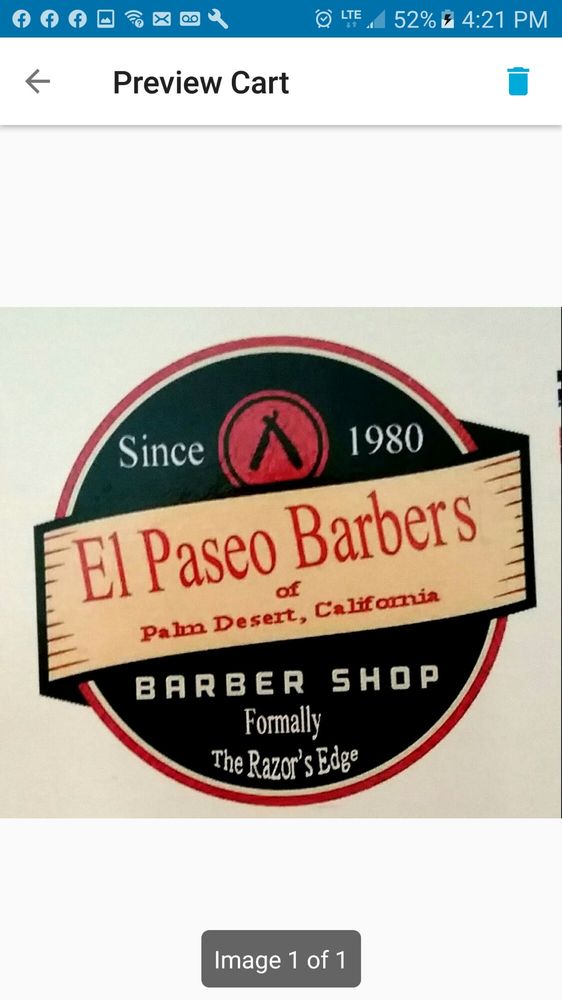 LTE 52% 4:21 PM
Preview Cart
Since 1980
El Paseo Barbers
of
Palm Desert, California
BARBER SHOP
Formally
The Razor's Edge
Image 1 of 1